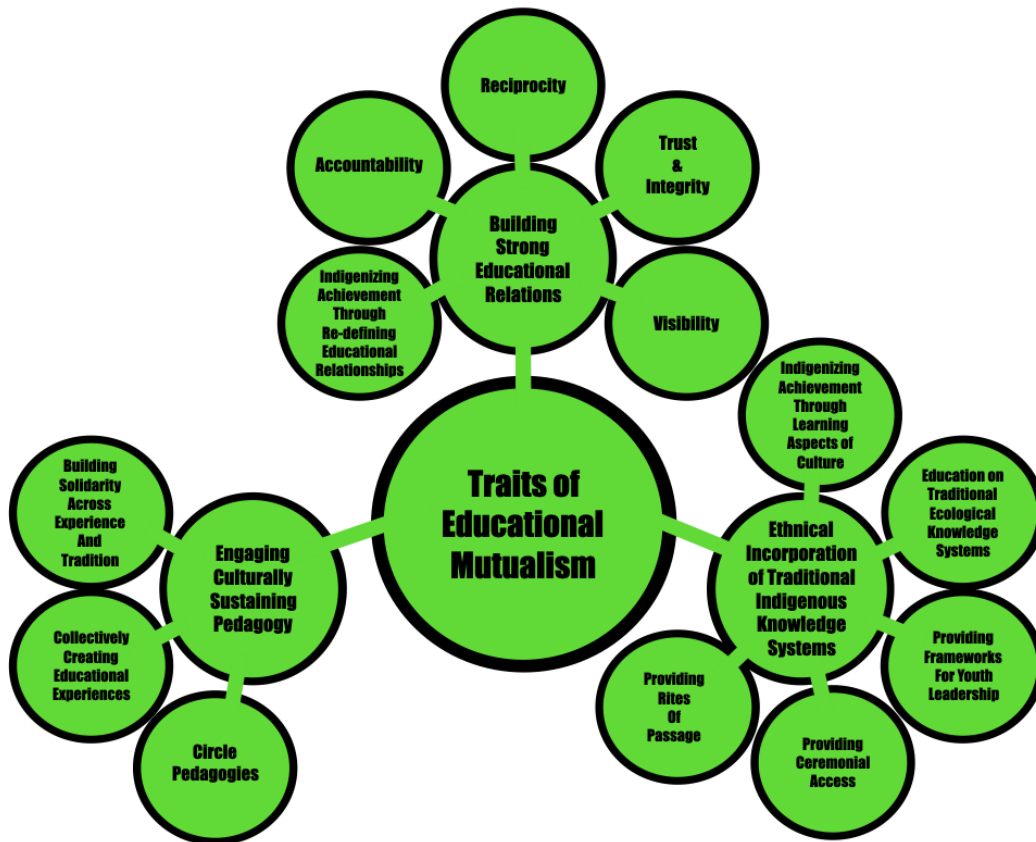 Reciprocity
Accountability
Trust
&
Integrity
Building
Strong
Educational
Relations
Indigenizing
Achievement
Through
Re-defining
Educational
Relationships
Visibility
Indigenizing
Achievement
Through
Learning
Aspects of
Culture
Traits of
Educational
Mutualism
Building
Solidarity
Across
Experience
And
Tradition
Education on
Traditional
Ecological
Knowledge
Systems
Engaging
Culturally
Sustaining
Pedagogy
Ethnical
Incorporation
of Traditional
Indigenous
Knowledge
Systems
Collectively
Creating
Educational
Experiences
Providing
Frameworks
For Youth
Leadership
Providing
Rites
Of
Passage
Circle
Pedagogies
Providing
Ceremonial
Access